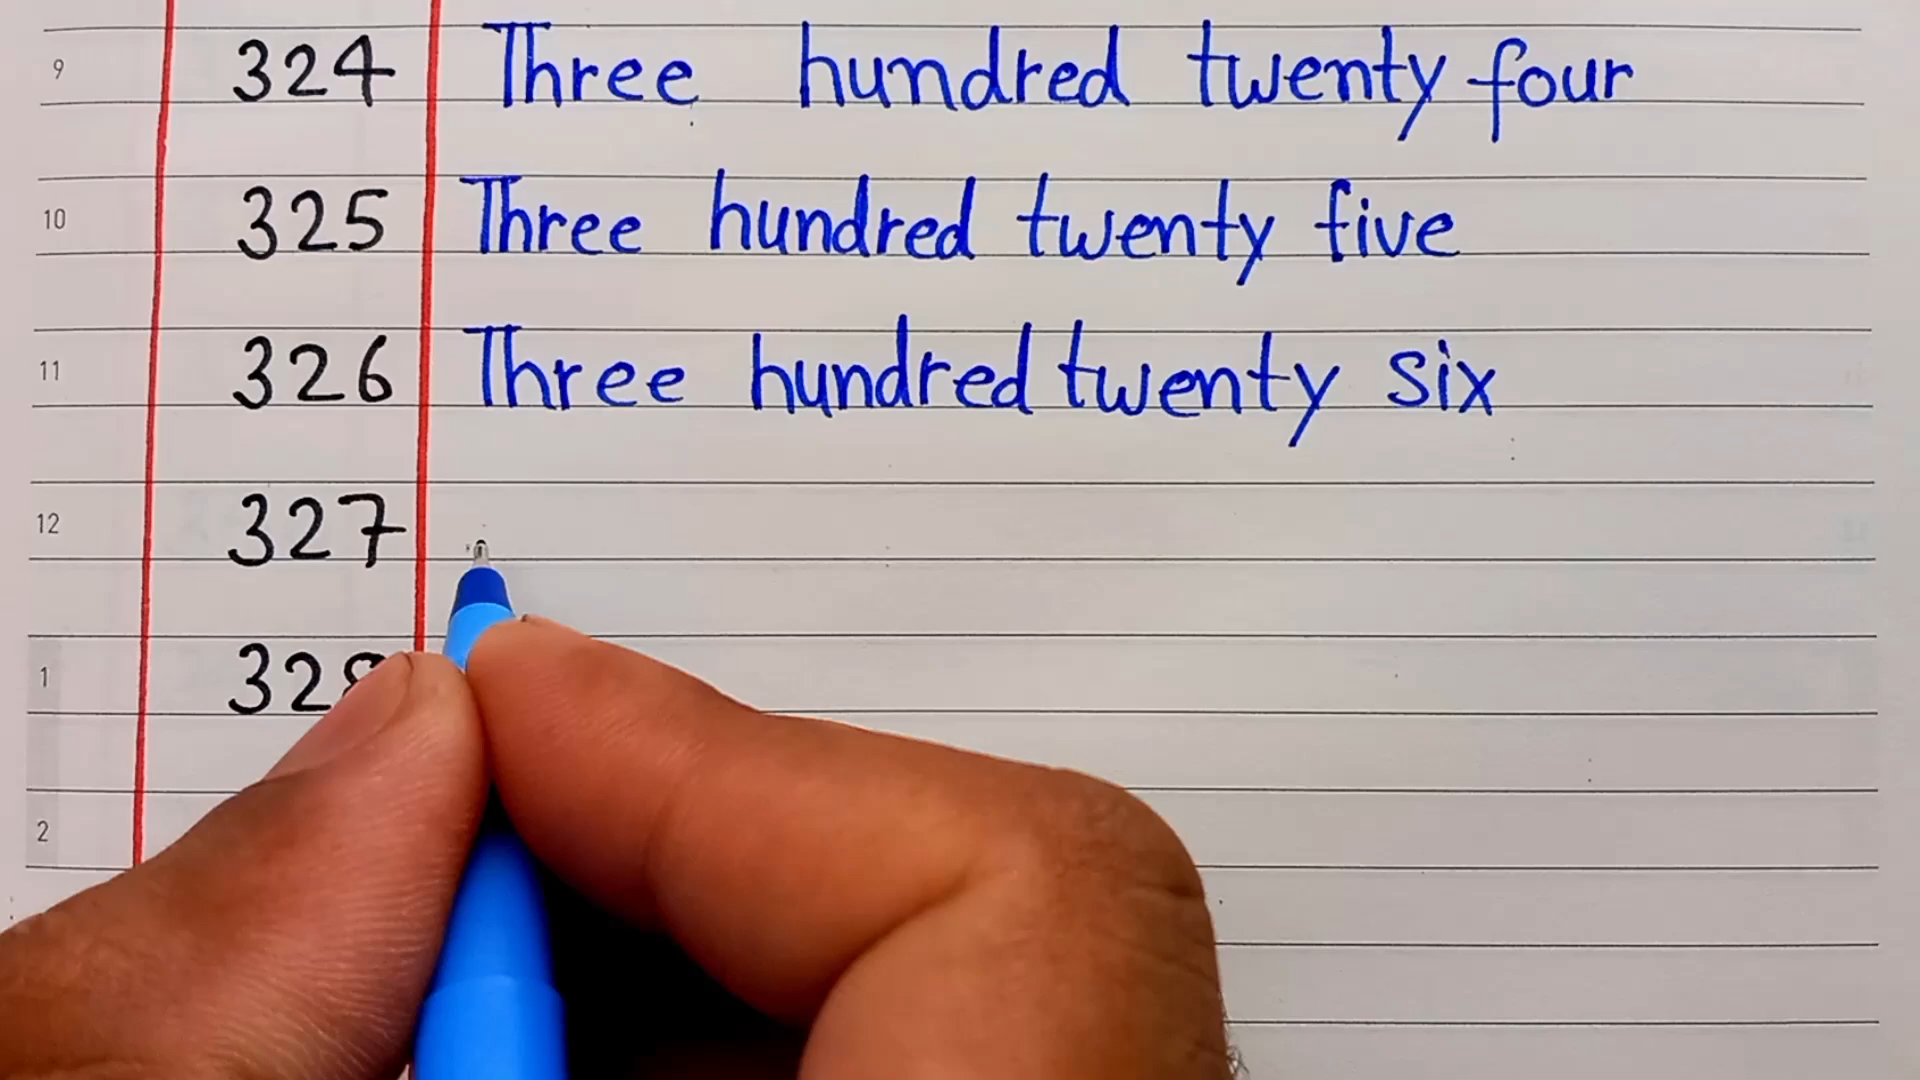 9 324 Three hundred twenty four
10 325 Three hundred twenty five
11 326 Three hundred twenty six
12 327
1 328
2